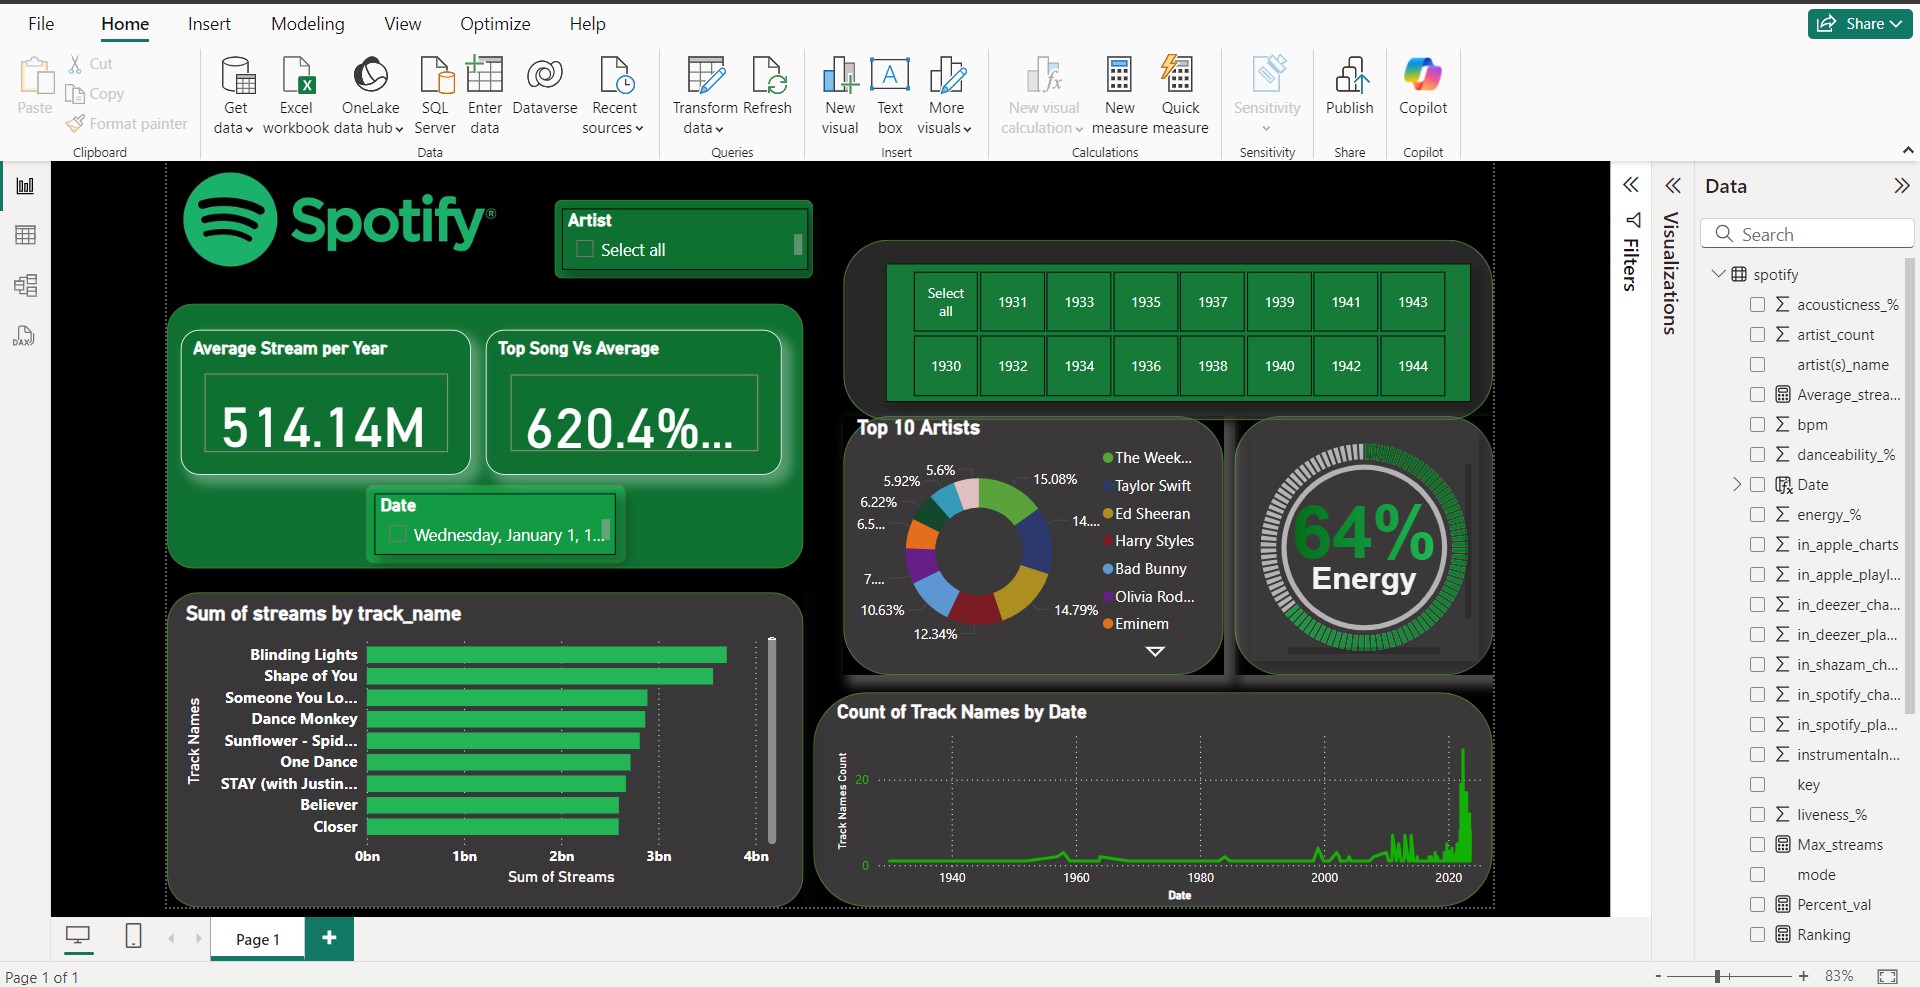 File Home Insert Modeling View Optimize Help
Share
Paste
Cut
Copy
Format painter
Clipboard
Get data
Excel workbook
OneLake data hub
SQL Server
Enter data
Dataverse
Recent sources
Data
Transform data
Refresh
Queries
New visual
Text box
More visuals
Insert
New visual calculation
New measure
Quick measure
Calculations
Sensitivity
Sensitivity
Publish
Share
Copilot
Copilot
Spotify®
Artist
Select all
Average Stream per Year
514.14M
Top Song Vs Average
620.4%...
Date
Wednesday, January 1, 1...
Select all 1931 1933 1935 1937 1939 1941 1943
1930 1932 1934 1936 1938 1940 1942 1944
Top 10 Artists
15.08%
14....
14.79%
12.34%
10.63%
7....
6.5...
6.22%
5.92%
5.6%
The Week...
Taylor Swift
Ed Sheeran
Harry Styles
Bad Bunny
Olivia Rod...
Eminem
64%
Energy
Sum of streams by track_name
Track Names
Blinding Lights
Shape of You
Someone You Lo...
Dance Monkey
Sunflower - Spid...
One Dance
STAY (with Justin...
Believer
Closer
0bn 1bn 2bn 3bn 4bn
Sum of Streams
Count of Track Names by Date
Track Names Count
20
0
1940 1960 1980 2000 2020
Date
Filters
Visualizations
Data
Search
spotify
acousticness_%
artist_count
artist(s)_name
Average_strea...
bpm
danceability_%
Date
energy_%
in_apple_charts
in_apple_playl...
in_deezer_cha...
in_deezer_pla...
in_shazam_ch...
in_spotify_cha...
in_spotify_pla...
instrumentaln...
key
liveness_%
Max_streams
mode
Percent_val
Ranking
DAX
Page 1
Page 1 of 1
- + 83%